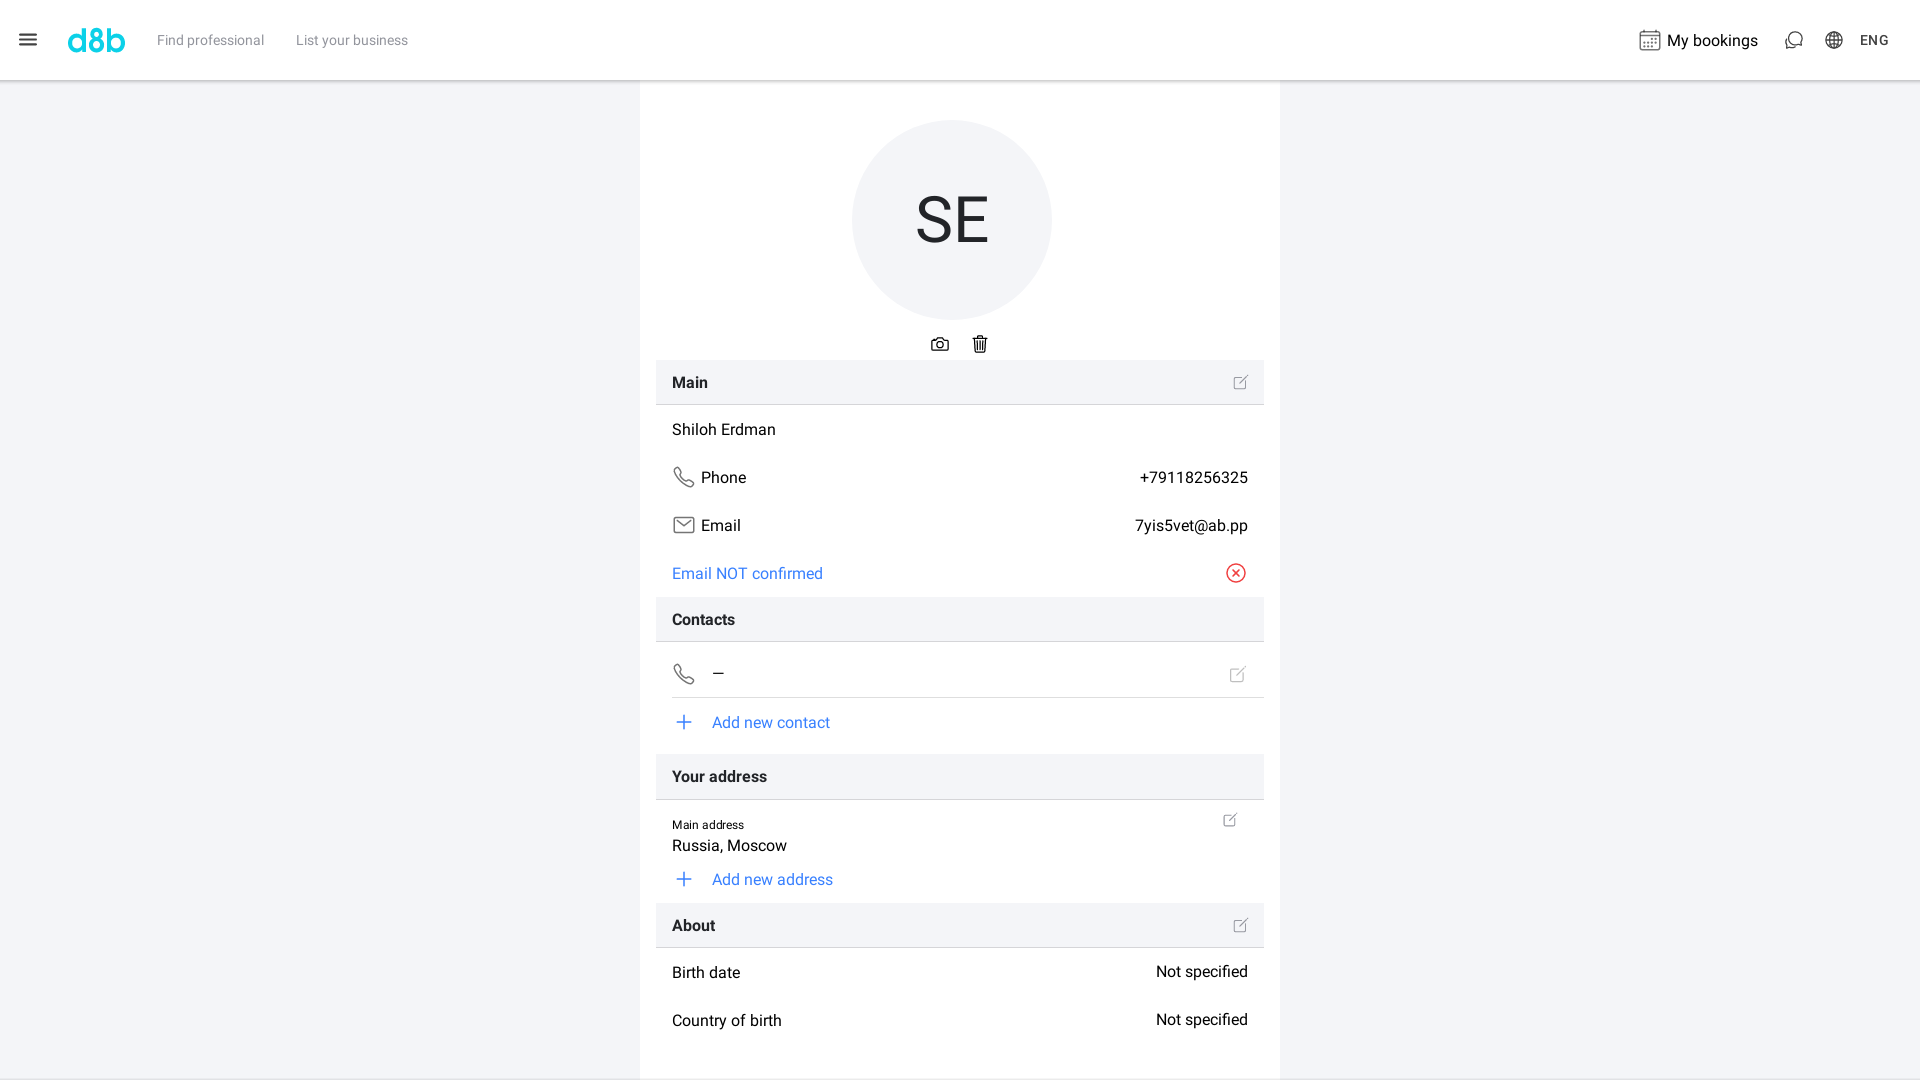 d8b
Find professional
List your business
My bookings
ENG
SE
Main
Shiloh Erdman
Phone
+79118256325
Email
7yis5vet@ab.pp
Email NOT confirmed
Contacts
—
Add new contact
Your address
Main address
Russia, Moscow
Add new address
About
Birth date
Not specified
Country of birth
Not specified